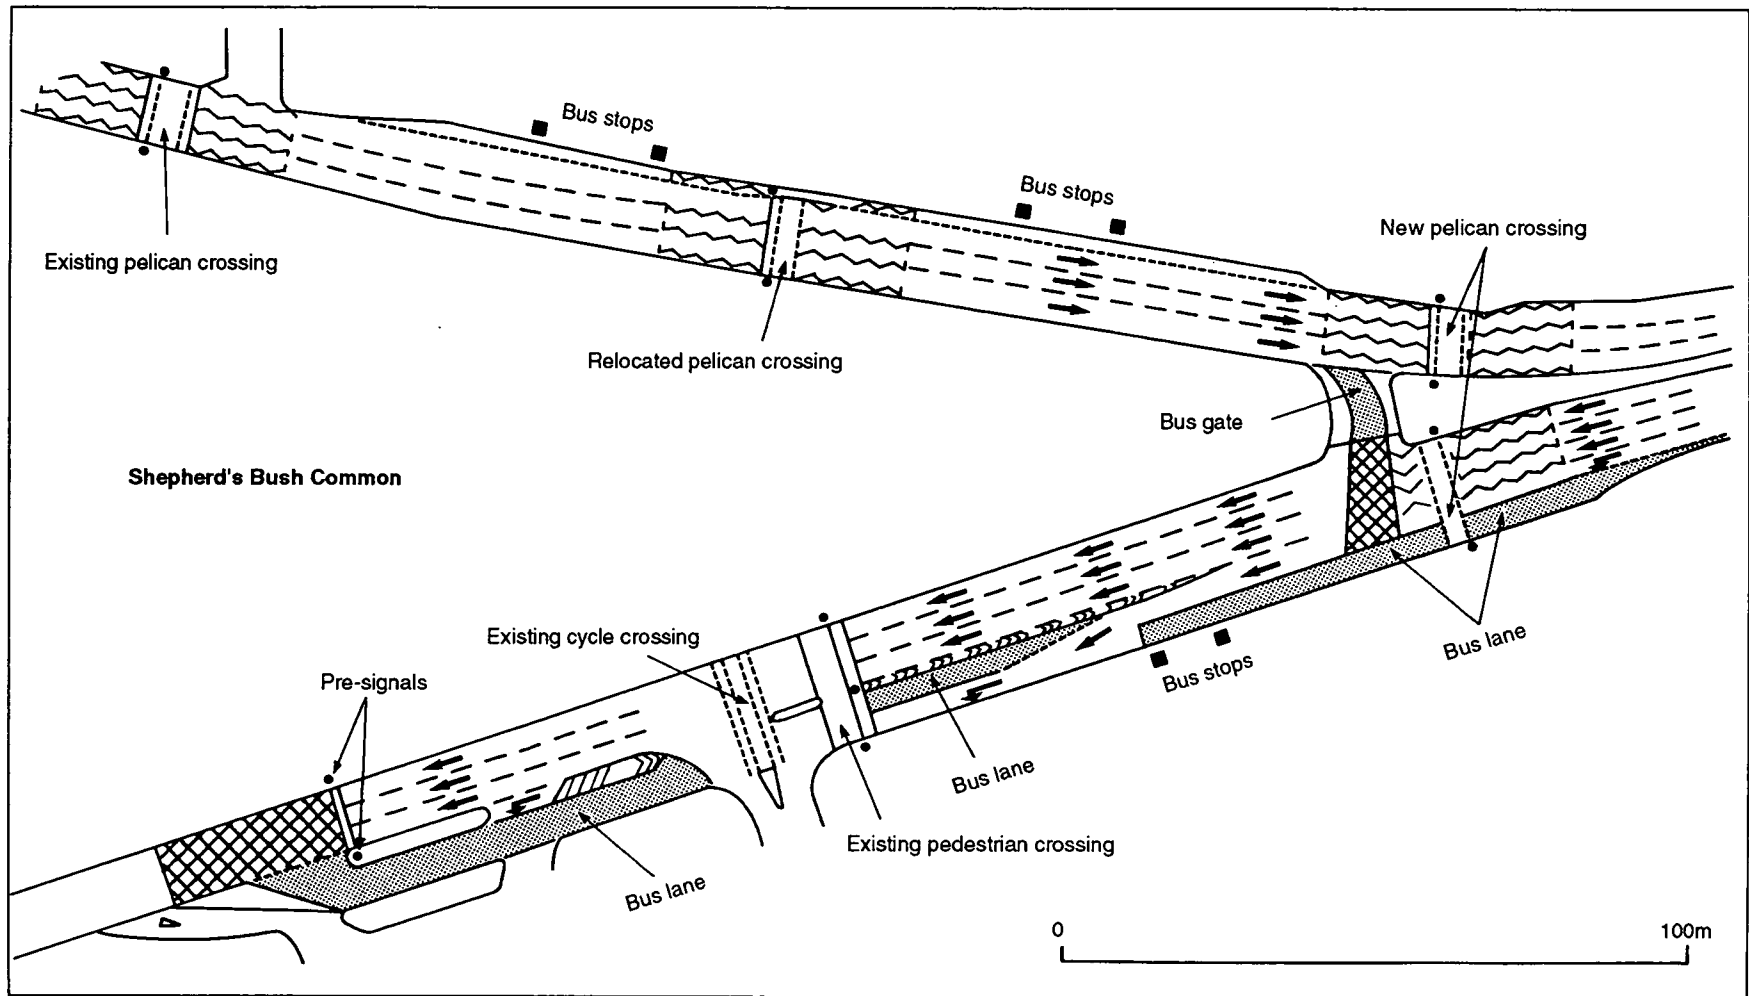 Bus stops
Bus stops
New pelican crossing
Existing pelican crossing
Relocated pelican crossing
Bus gate
Shepherd's Bush Common
Existing cycle crossing
Bus lane
Bus stops
Pre-signals
Bus lane
Existing pedestrian crossing
Bus lane
0
100m